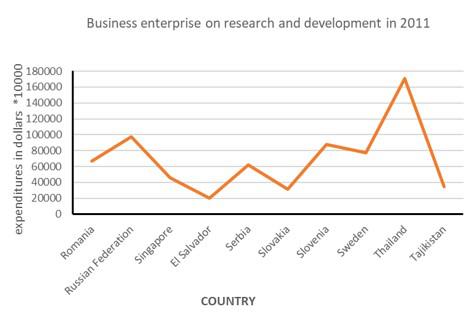 Business enterprise on research and development in 2011
expenditures in dollars *10000
180000
160000
140000
120000
100000
80000
60000
40000
20000
0
Romania
Russian Federation
Singapore
El Salvador
Serbia
Slovakia
Slovenia
Sweden
Thailand
Tajikistan
COUNTRY